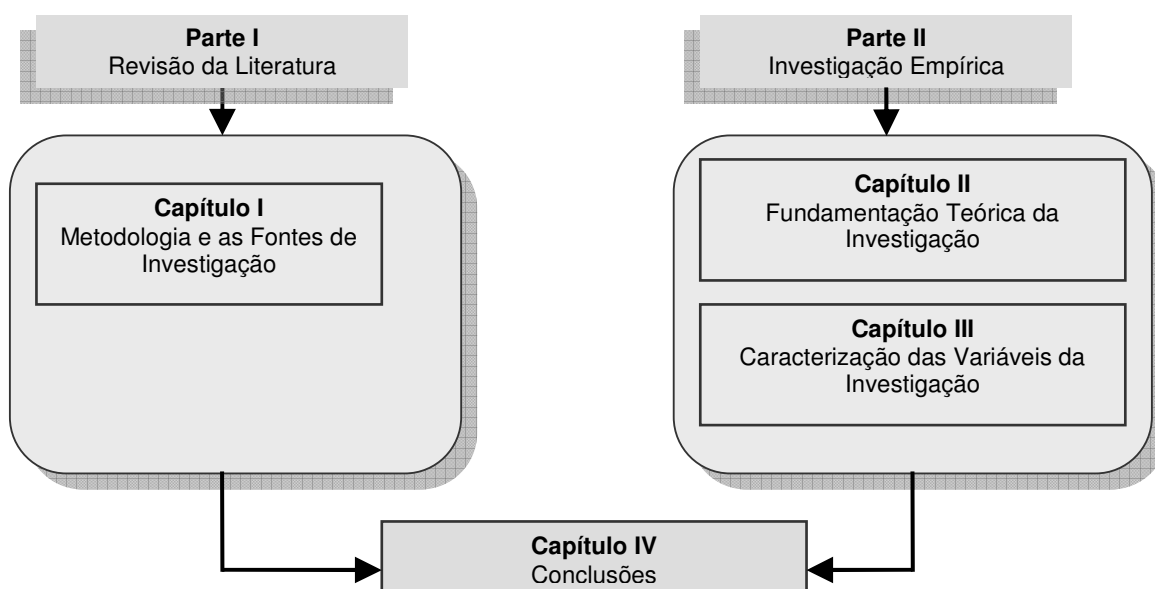 Parte I
Revisão da Literatura
Capítulo I
Metodologia e as Fontes de
Investigação
Parte II
Investigação Empírica
Capítulo II
Fundamentação Teórica da
Investigação
Capítulo III
Caracterização das Variáveis da
Investigação
Capítulo IV
Conclusões